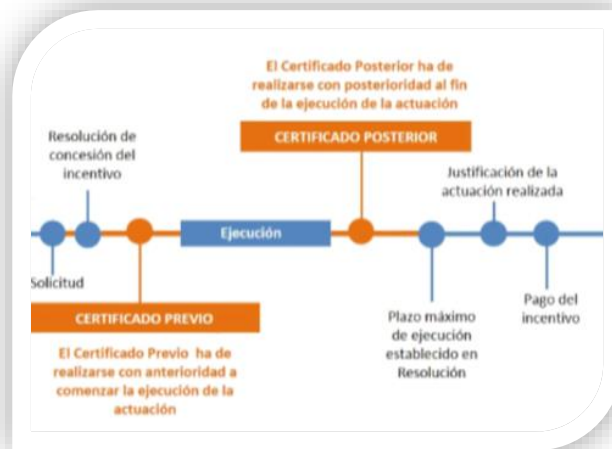 El Certificado Posterior ha de
realizarse con posterioridad al fin
de la ejecución de la actuación
CERTIFICADO POSTERIOR
Resolución de
concesión del
incentivo
Justificación de la
actuación realizada
Ejecución
Solicitud
CERTIFICADO PREVIO
El Certificado Previo ha de
realizarse con anterioridad a
comenzar la ejecución de la
actuación
Plazo máximo
de ejecución
establecido en
Resolución
Pago del
incentivo